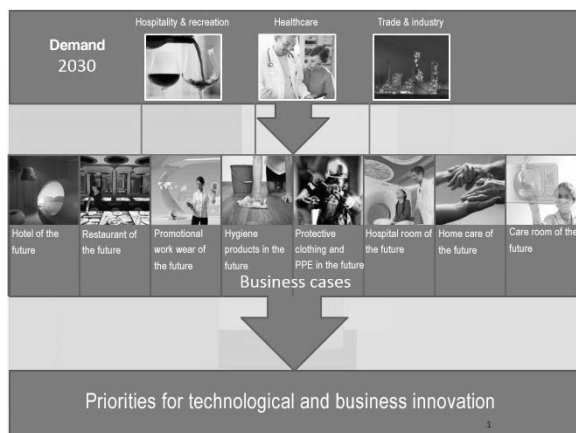 Hospitality & recreation
Healthcare
Trade & industry
Demand
2030
Hotel of the
future
Restaurant of
the future
Promotional
work wear of
the future
Hygiene
products in the
future
Protective
clothing and
PPE in the future
Hospital room of
the future
Home care of
the future
Care room of the
future
Business cases
Priorities for technological and business innovation
1